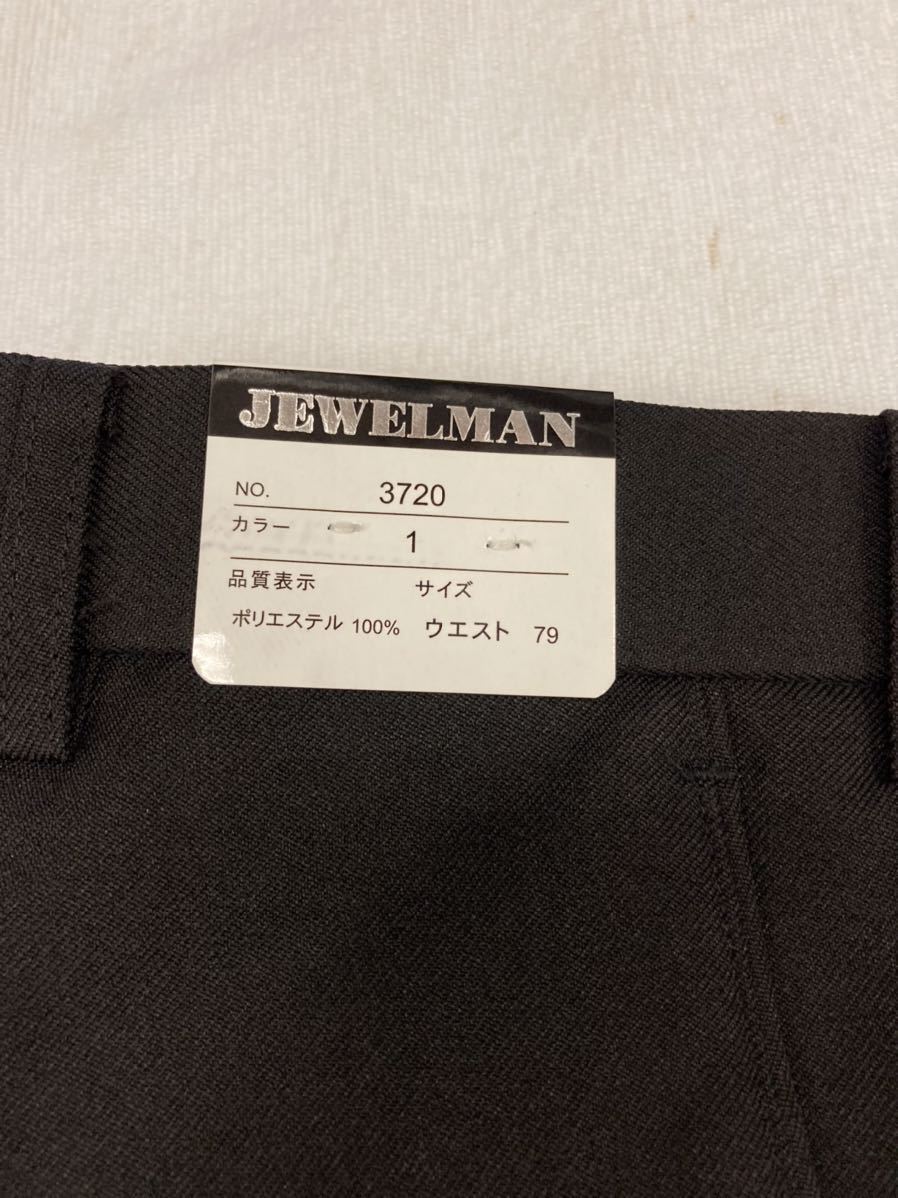 JEWELMAN
NO. 3720
カラー 1
品質表示 サイズ
ポリエステル 100% ウエスト 79